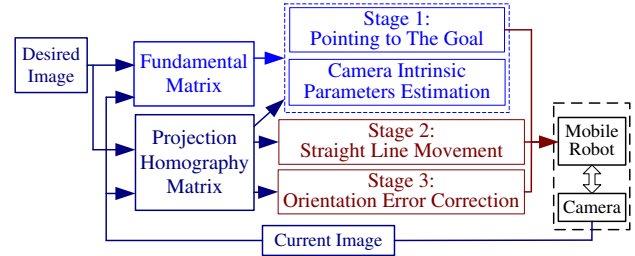 Desired
Image
Fundamental
Matrix
Projection
Homography
Matrix
Stage 1:
Pointing to The Goal
Camera Intrinsic
Parameters Estimation
Stage 2:
Straight Line Movement
Stage 3:
Orientation Error Correction
Mobile
Robot
Camera
Current Image